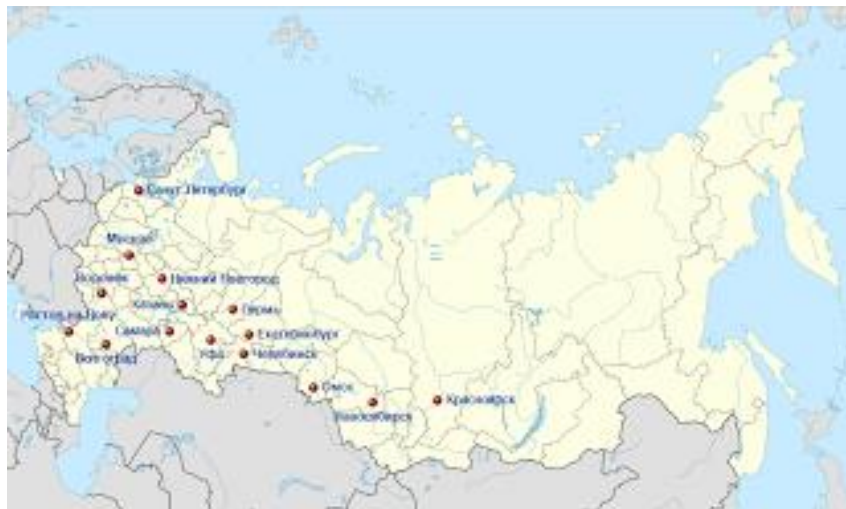 Санкт-Петербург
Москва
Нижний Новгород
Воронеж
Казань
Пермь
Ростов-на-Дону
Самара
Екатеринбург
Волгоград
Уфа
Челябинск
Омск
Новосибирск
Красноярск